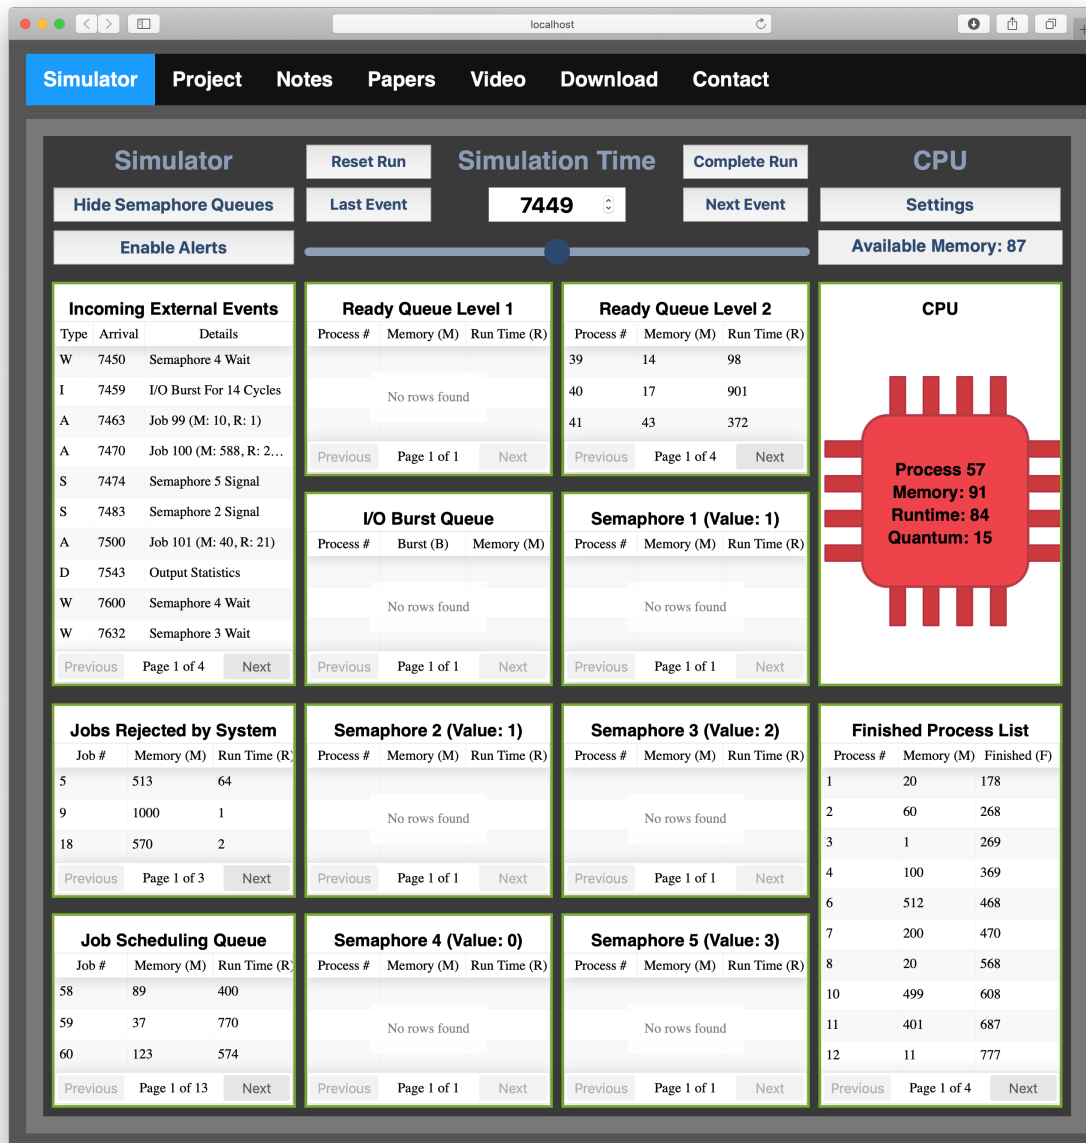 localhost
Simulator Project Notes Papers Video Download Contact
Simulator
Reset Run
Simulation Time
Complete Run
CPU
Hide Semaphore Queues
Last Event
7449
Next Event
Settings
Enable Alerts
Available Memory: 87
Incoming External Events
Type Arrival Details
W 7450 Semaphore 4 Wait
I 7459 I/O Burst For 14 Cycles
A 7463 Job 99 (M: 10, R: 1)
A 7470 Job 100 (M: 588, R: 2…
S 7474 Semaphore 5 Signal
S 7483 Semaphore 2 Signal
A 7500 Job 101 (M: 40, R: 21)
D 7543 Output Statistics
W 7600 Semaphore 4 Wait
W 7632 Semaphore 3 Wait
Previous Page 1 of 4 Next
Ready Queue Level 1
Process # Memory (M) Run Time (R)
No rows found
Previous Page 1 of 1 Next
Ready Queue Level 2
Process # Memory (M) Run Time (R)
39 14 98
40 17 901
41 43 372
Previous Page 1 of 4 Next
CPU
Process 57
Memory: 91
Runtime: 84
Quantum: 15
I/O Burst Queue
Process # Burst (B) Memory (M)
No rows found
Previous Page 1 of 1 Next
Semaphore 1 (Value: 1)
Process # Memory (M) Run Time (R)
No rows found
Previous Page 1 of 1 Next
Jobs Rejected by System
Job # Memory (M) Run Time (R)
5 513 64
9 1000 1
18 570 2
Previous Page 1 of 3 Next
Semaphore 2 (Value: 1)
Process # Memory (M) Run Time (R)
No rows found
Previous Page 1 of 1 Next
Semaphore 3 (Value: 2)
Process # Memory (M) Run Time (R)
No rows found
Previous Page 1 of 1 Next
Finished Process List
Process # Memory (M) Finished (F)
1 20 178
2 60 268
3 1 269
4 100 369
6 512 468
7 200 470
8 20 568
10 499 608
11 401 687
12 11 777
Previous Page 1 of 4 Next
Job Scheduling Queue
Job # Memory (M) Run Time (R)
58 89 400
59 37 770
60 123 574
Previous Page 1 of 13 Next
Semaphore 4 (Value: 0)
Process # Memory (M) Run Time (R)
No rows found
Previous Page 1 of 1 Next
Semaphore 5 (Value: 3)
Process # Memory (M) Run Time (R)
No rows found
Previous Page 1 of 1 Next